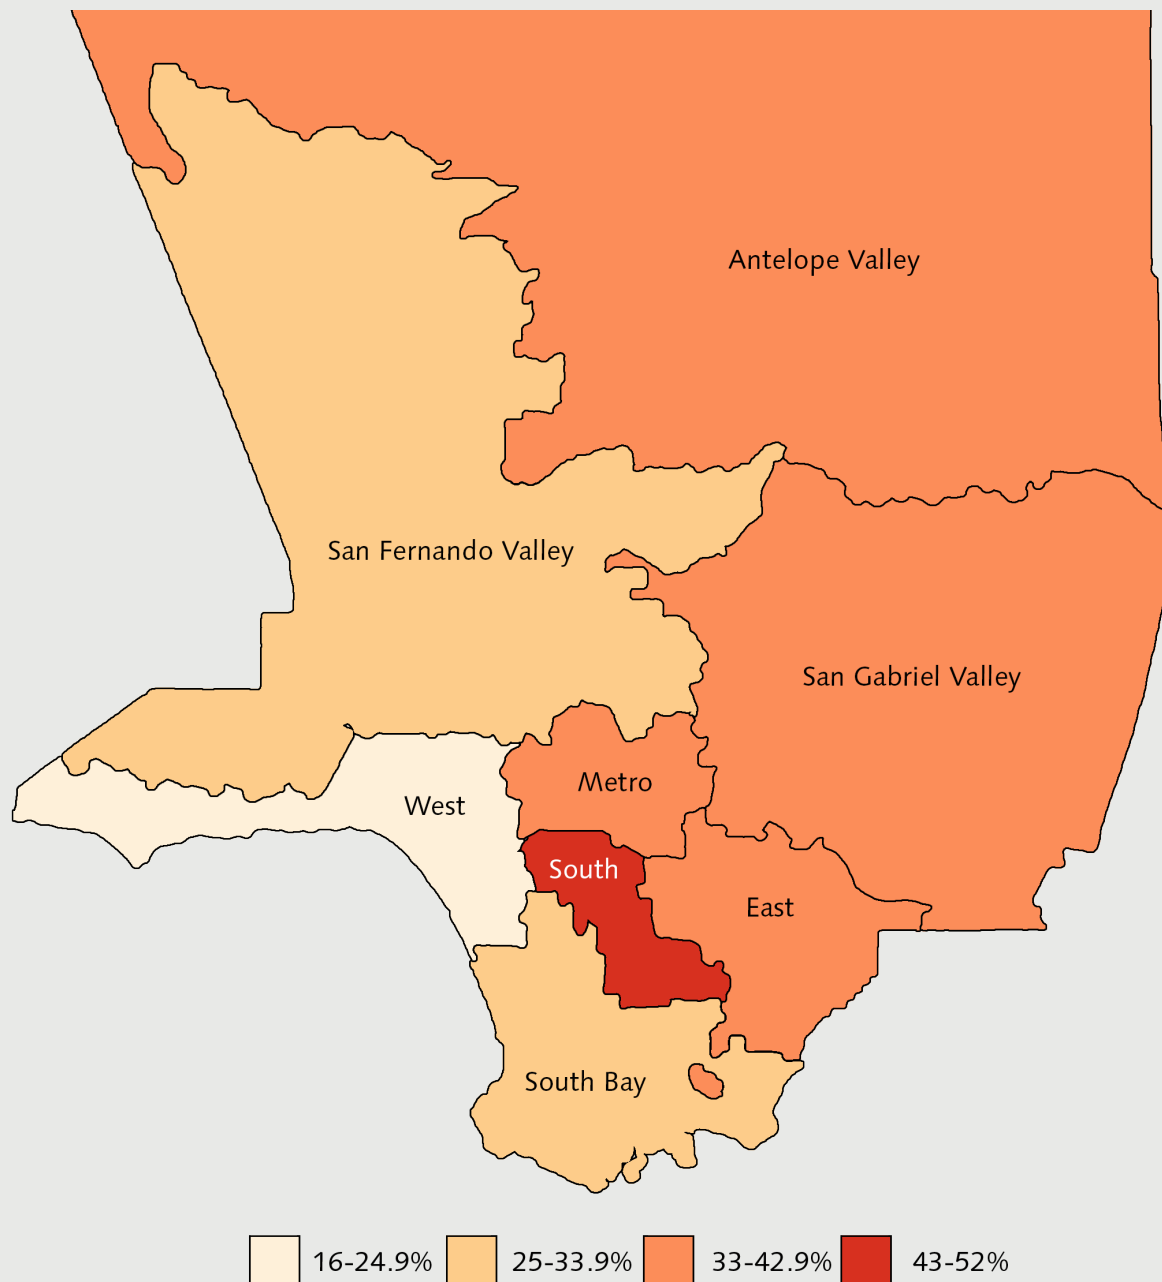 Antelope Valley
San Fernando Valley
San Gabriel Valley
Metro
West
South
East
South Bay
16-24.9% 25-33.9% 33-42.9% 43-52%